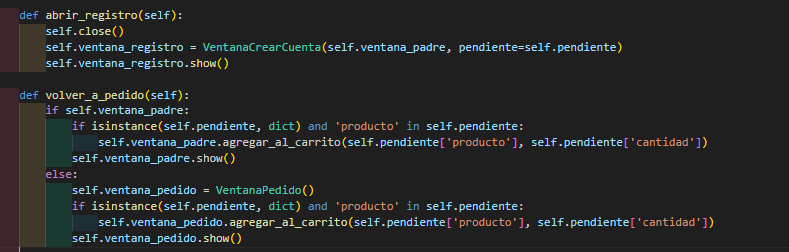 def abrir_registro(self):
    self.close()
    self.ventana_registro = VentanaCrearCuenta(self.ventana_padre, pendiente=self.pendiente)
    self.ventana_registro.show()

def volver_a_pedido(self):
    if self.ventana_padre:
        if isinstance(self.pendiente, dict) and 'producto' in self.pendiente:
            self.ventana_padre.agregar_al_carrito(self.pendiente['producto'], self.pendiente['cantidad'])
        self.ventana_padre.show()
    else:
        self.ventana_pedido = VentanaPedido()
        if isinstance(self.pendiente, dict) and 'producto' in self.pendiente:
            self.ventana_pedido.agregar_al_carrito(self.pendiente['producto'], self.pendiente['cantidad'])
        self.ventana_pedido.show()